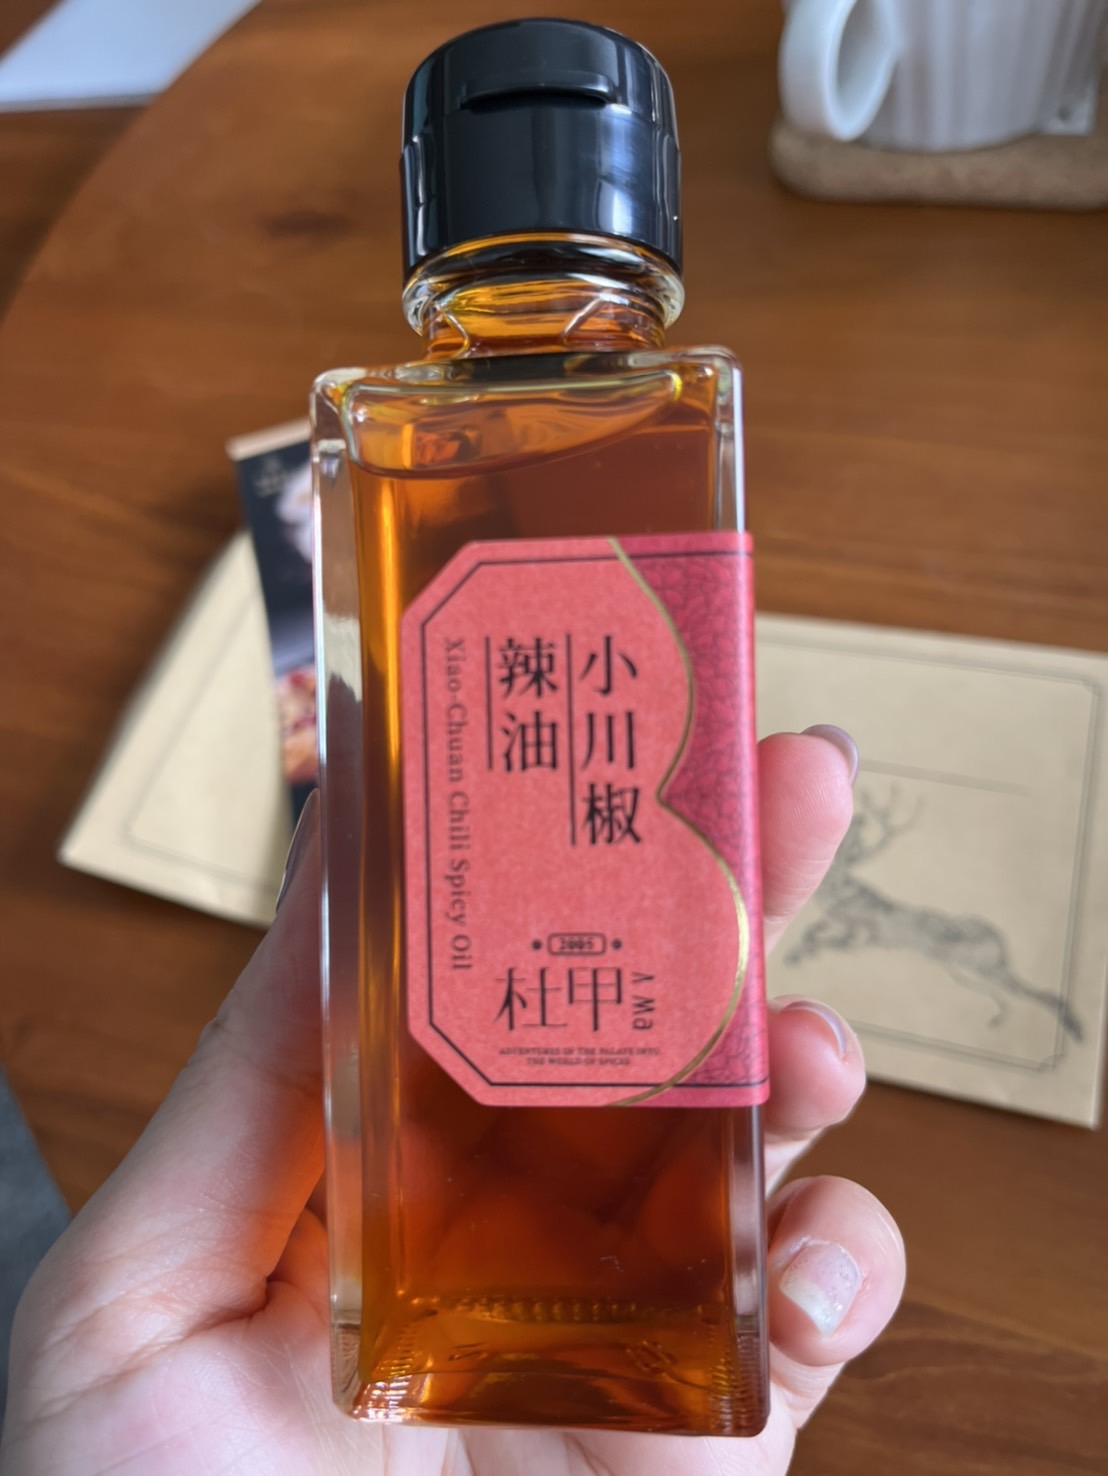 小川椒
辣油
Xiao-Chuan Chili Spicy Oil
2005
杜甲
AWY
ADVENTURES OF THE PALATE INTO
THE WORLD OF SPICES